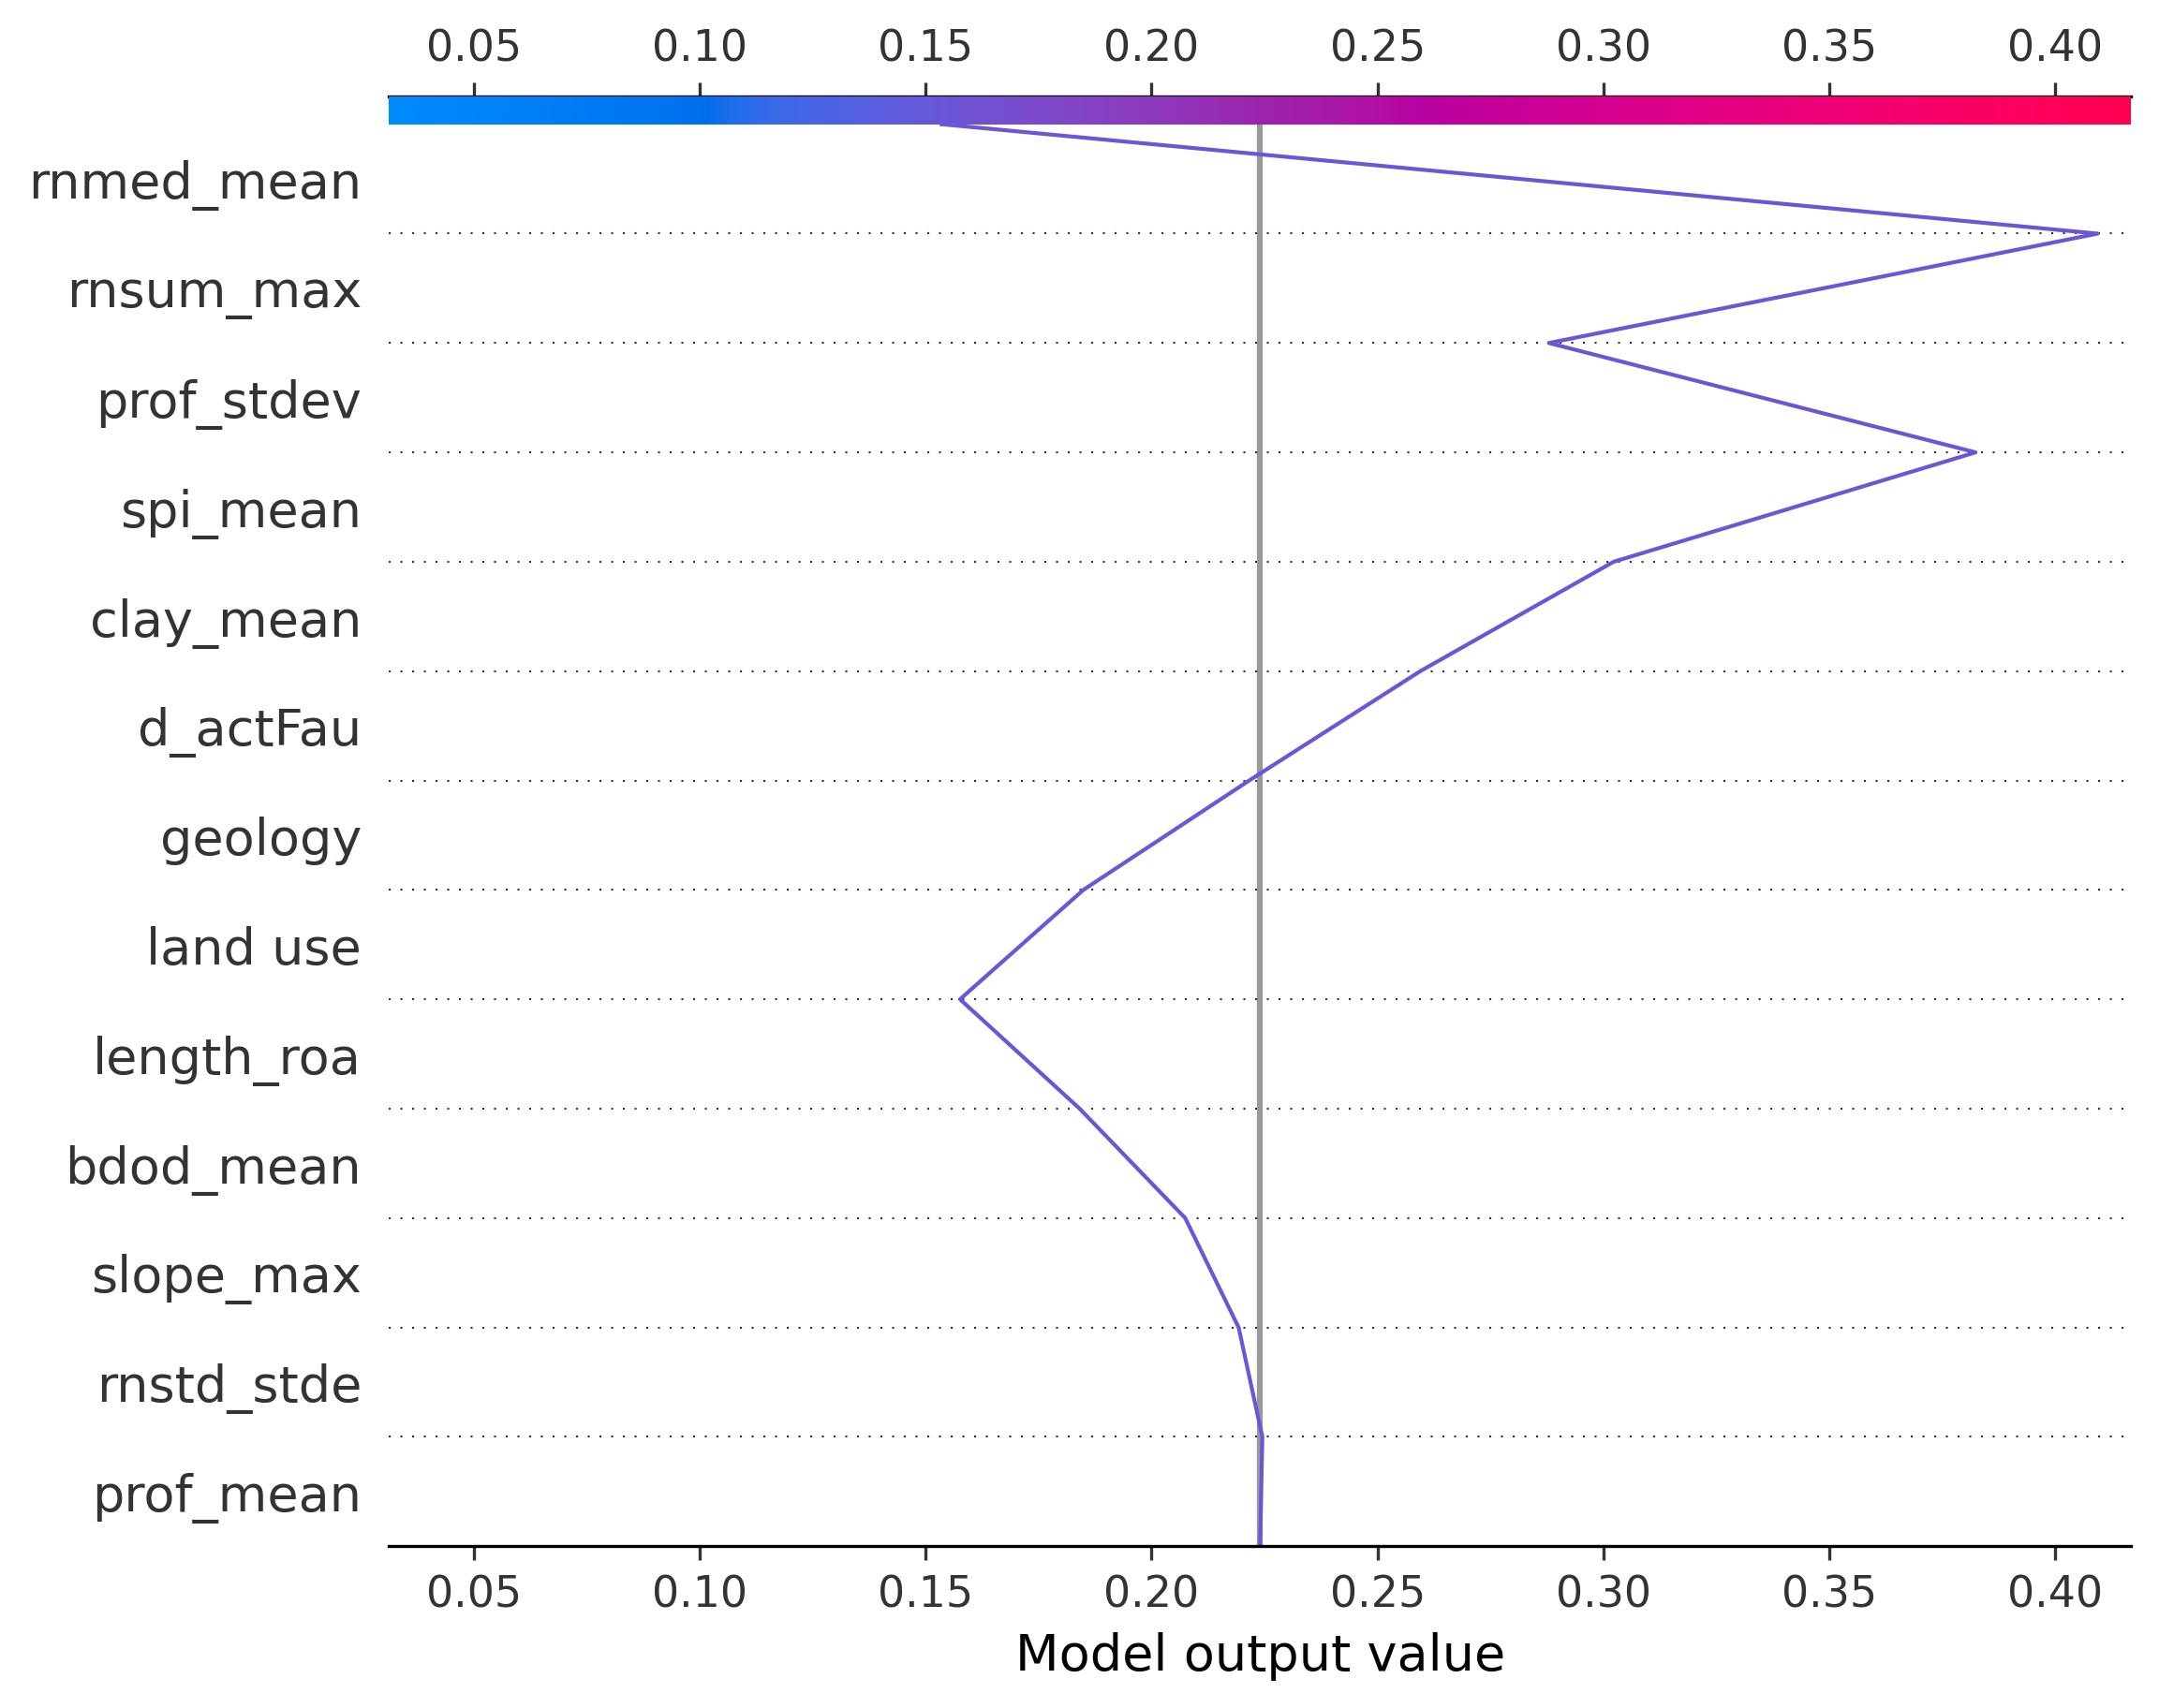 0.05 0.10 0.15 0.20 0.25 0.30 0.35 0.40
rnmed_mean
rnsum_max
prof_stdev
spi_mean
clay_mean
d_actFau
geology
land use
length_roa
bdod_mean
slope_max
rnstd_stde
prof_mean
0.05 0.10 0.15 0.20 0.25 0.30 0.35 0.40
Model output value